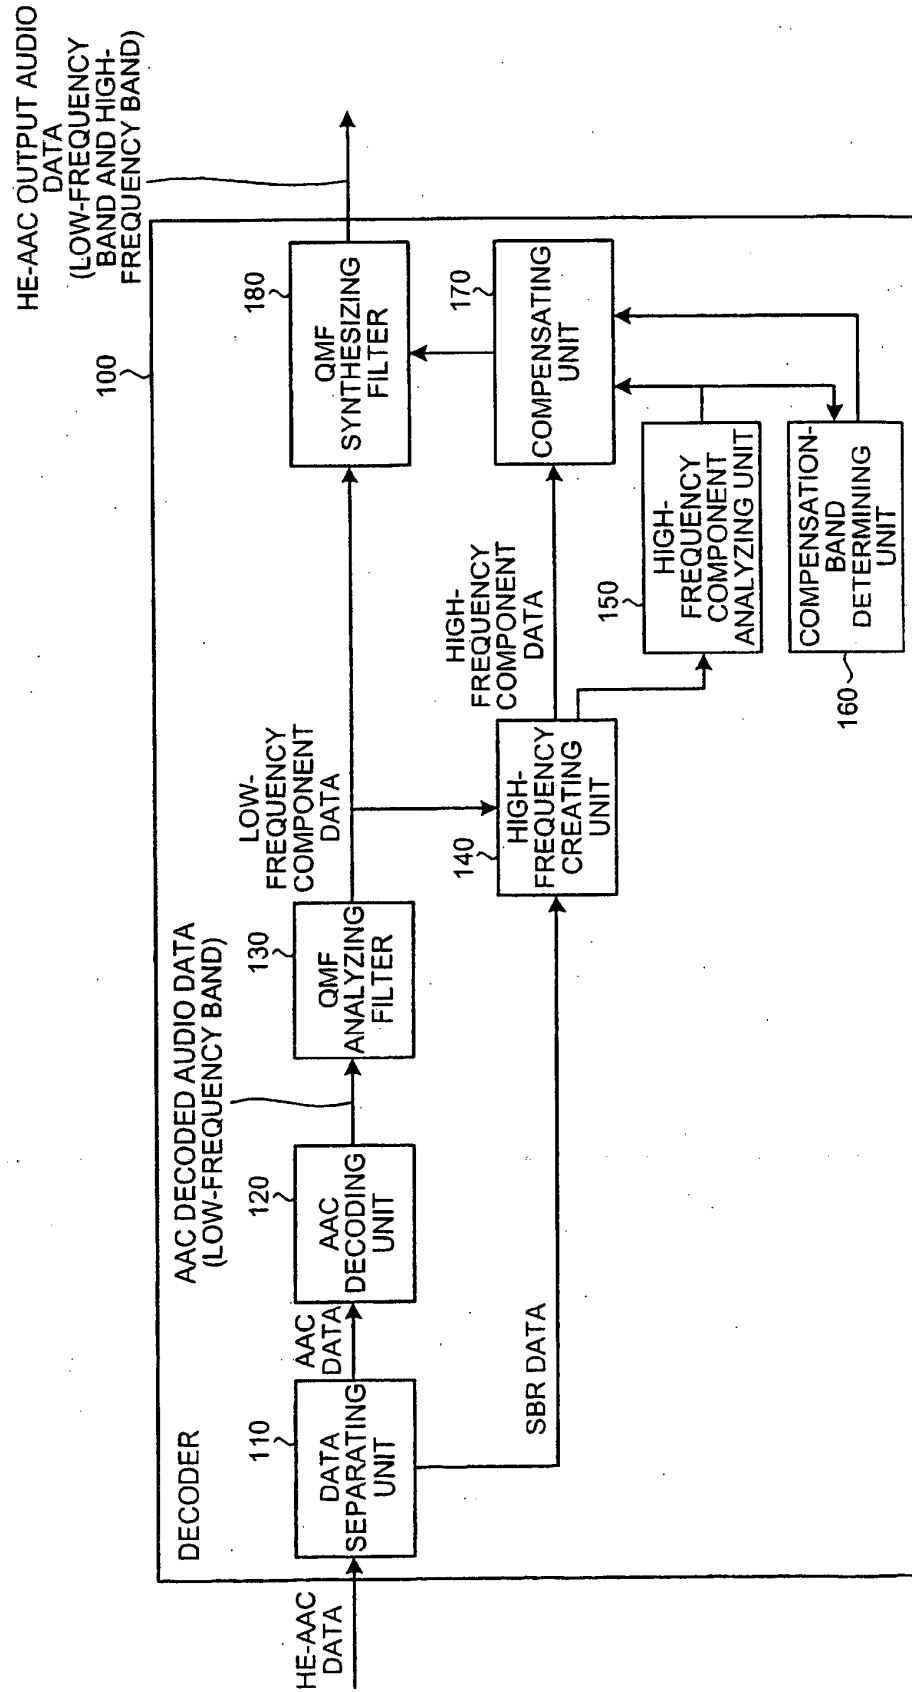 HE-AAC OUTPUT AUDIO
DATA
(LOW-FREQUENCY
BAND AND HIGH-
FREQUENCY BAND)
100
DECODER
HE-AAC
DATA
110
DATA
SEPARATING
UNIT
AAC
DATA
120
AAC
DECODING
UNIT
AAC DECODED AUDIO DATA
(LOW-FREQUENCY BAND)
130
QMF
ANALYZING
FILTER
LOW-
FREQUENCY
COMPONENT
DATA
180
QMF
SYNTHESIZING
FILTER
SBR DATA
140
HIGH-
FREQUENCY
CREATING
UNIT
HIGH-
FREQUENCY
COMPONENT
DATA
170
COMPENSATING
UNIT
150
HIGH-
FREQUENCY
COMPONENT
ANALYZING UNIT
160
COMPENSATION-
BAND
DETERMINING
UNIT